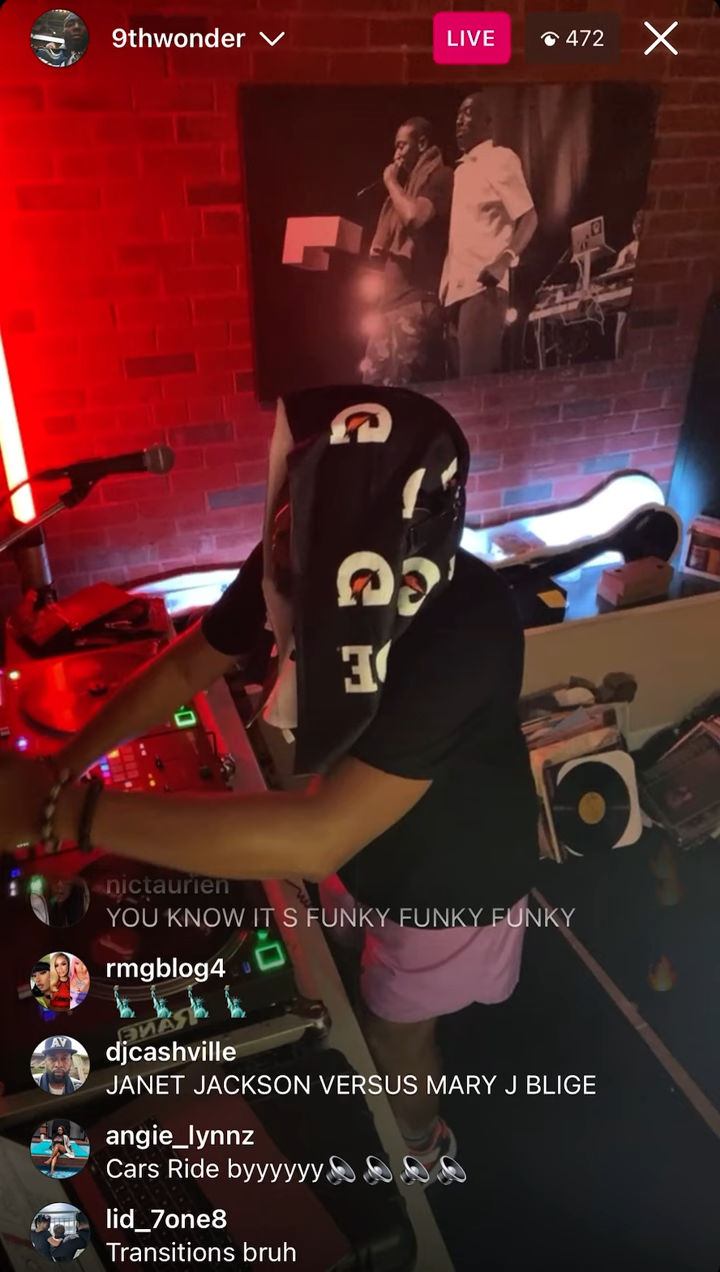 9thwonder
LIVE
472
G
G
G
E
nictaurien
YOU KNOW IT S FUNKY FUNKY FUNKY
rmgblog4
🗽🗽🗽🗽
RANE
djcashville
JANET JACKSON VERSUS MARY J BLIGE
angie_lynnz
Cars Ride byyyyyy🔈🔈🔈🔈
lid_7one8
Transitions bruh